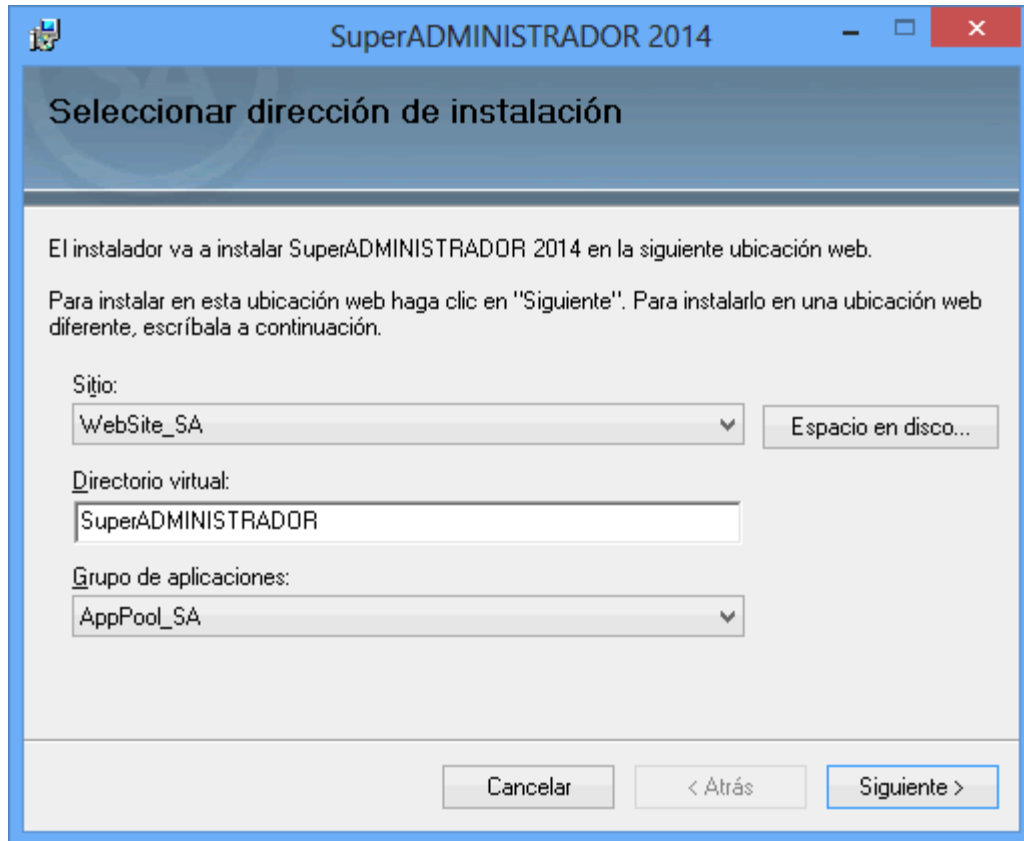 SuperADMINISTRADOR 2014
Seleccionar dirección de instalación
El instalador va a instalar SuperADMINISTRADOR 2014 en la siguiente ubicación web.
Para instalar en esta ubicación web haga clic en "Siguiente". Para instalarlo en una ubicación web
diferente, escríbala a continuación.
Sitio:
WebSite_SA
Espacio en disco...
Directorio virtual:
SuperADMINISTRADOR
Grupo de aplicaciones:
AppPool_SA
Cancelar
< Atrás
Siguiente >